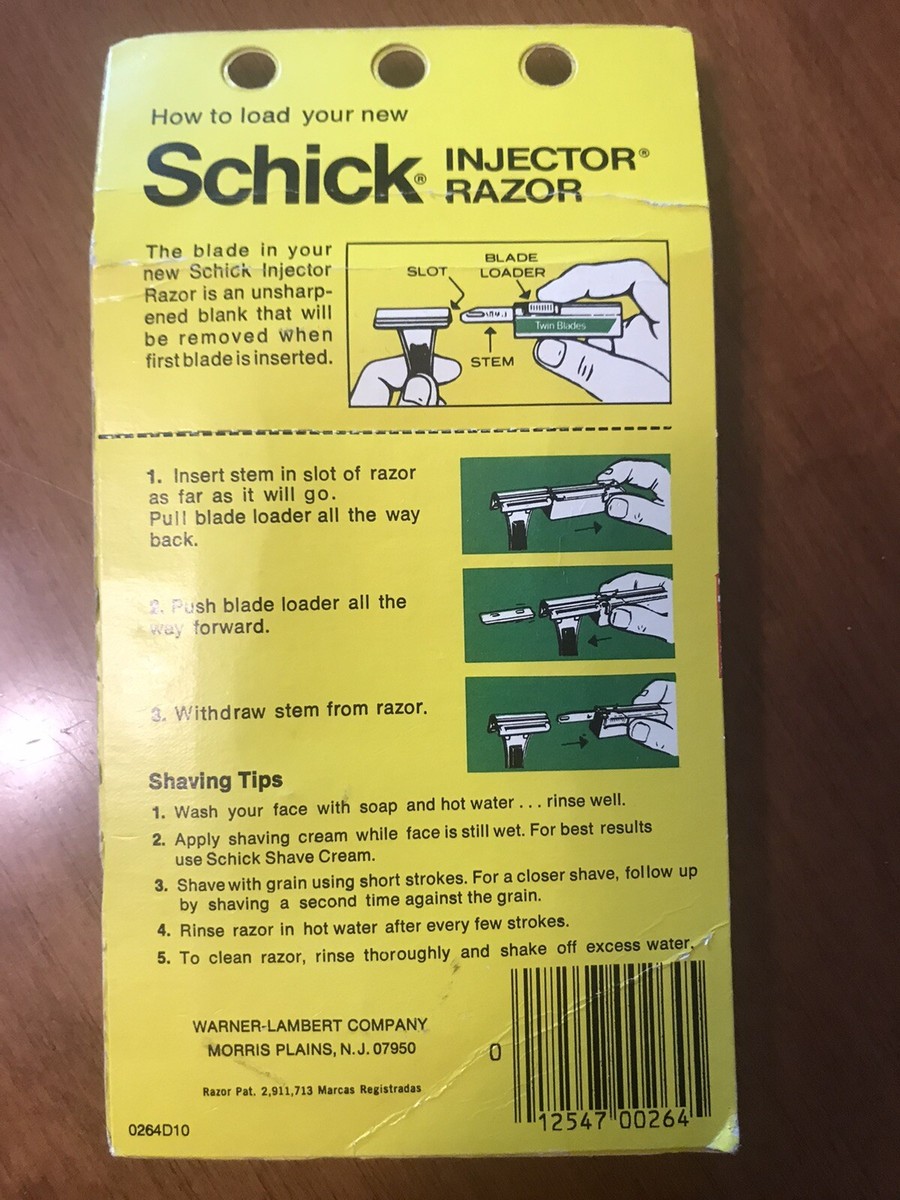 How to load your new
Schick® INJECTOR® RAZOR
The blade in your
new Schick Injector
Razor is an unsharp-
ened blank that will
be removed when
first blade is inserted.
SLOT
BLADE
LOADER
Twin Blades
STEM
1. Insert stem in slot of razor
as far as it will go.
Pull blade loader all the way
back.
2. Push blade loader all the
way forward.
3. Withdraw stem from razor.
Shaving Tips
1. Wash your face with soap and hot water . . . rinse well.
2. Apply shaving cream while face is still wet. For best results
use Schick Shave Cream.
3. Shave with grain using short strokes. For a closer shave, follow up
by shaving a second time against the grain.
4. Rinse razor in hot water after every few strokes.
5. To clean razor, rinse thoroughly and shake off excess water.
WARNER-LAMBERT COMPANY
MORRIS PLAINS, N.J. 07950
Razor Pat. 2,911,713 Marcas Registradas
0264D10
0 12547 00264